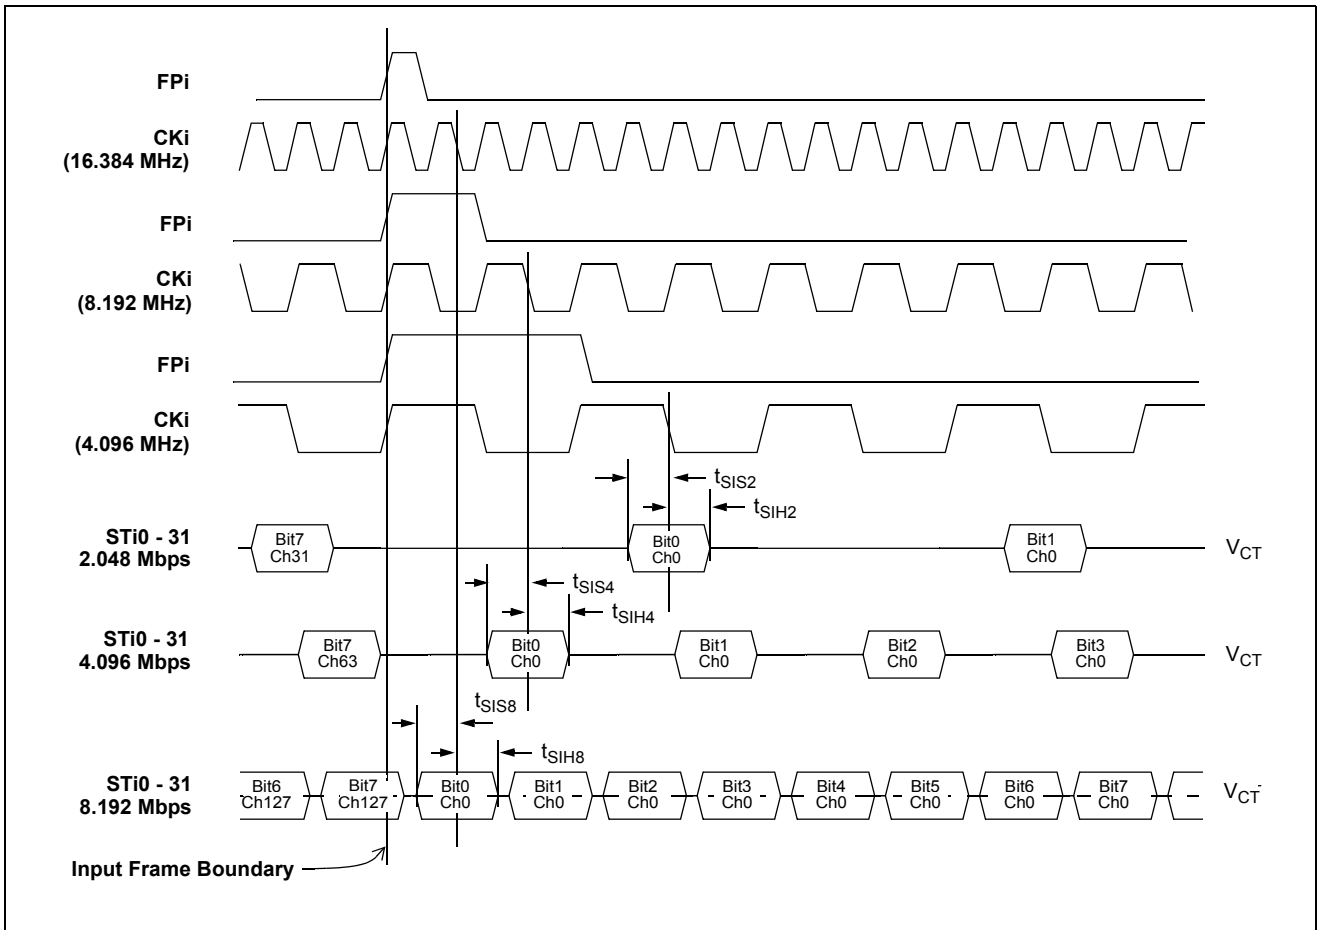 FPi
CKi
(16.384 MHz)
FPi
CKi
(8.192 MHz)
FPi
CKi
(4.096 MHz)
tSIS2
tSIH2
STi0 - 31
2.048 Mbps
Bit7
Ch31
Bit0
Ch0
Bit1
Ch0
VCT
tSIS4
tSIH4
STi0 - 31
4.096 Mbps
Bit7
Ch63
Bit0
Ch0
Bit1
Ch0
Bit2
Ch0
Bit3
Ch0
VCT
tSIS8
tSIH8
STi0 - 31
8.192 Mbps
Bit6
Ch127
Bit7
Ch127
Bit0
Ch0
Bit1
Ch0
Bit2
Ch0
Bit3
Ch0
Bit4
Ch0
Bit5
Ch0
Bit6
Ch0
Bit7
Ch0
VCT
Input Frame Boundary